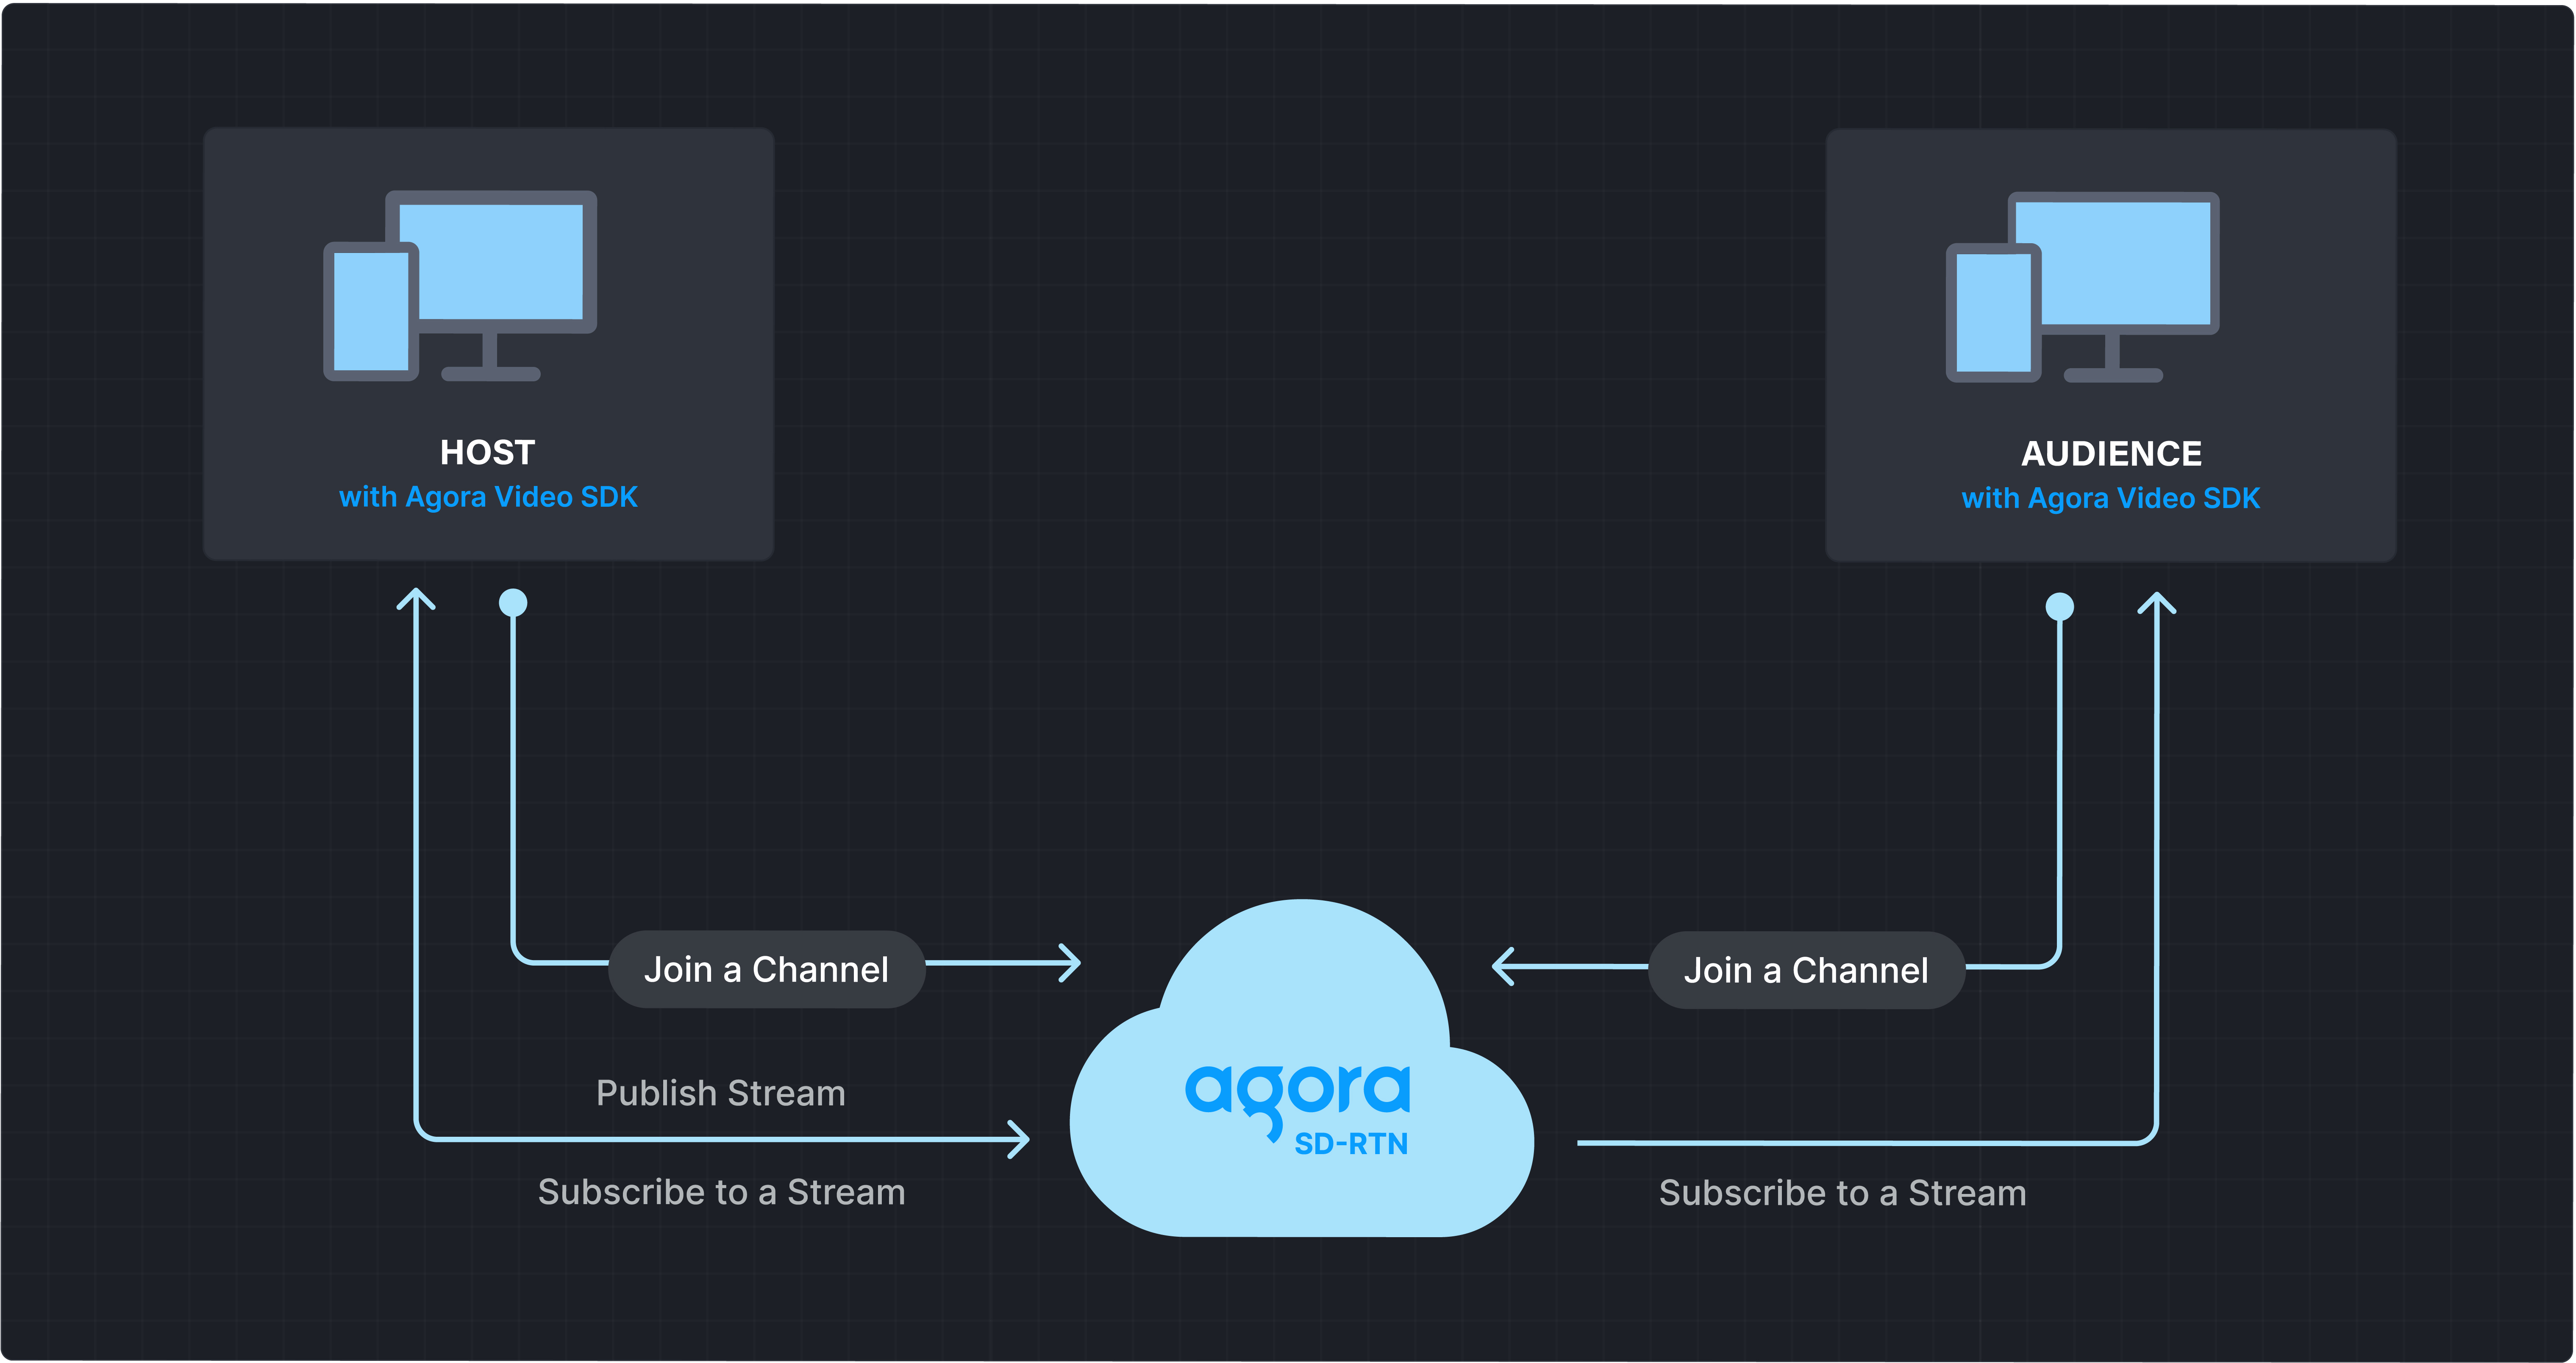 HOST
with Agora Video SDK
AUDIENCE
with Agora Video SDK
Join a Channel
Join a Channel
Publish Stream
Subscribe to a Stream
agora
SD-RTN
Subscribe to a Stream